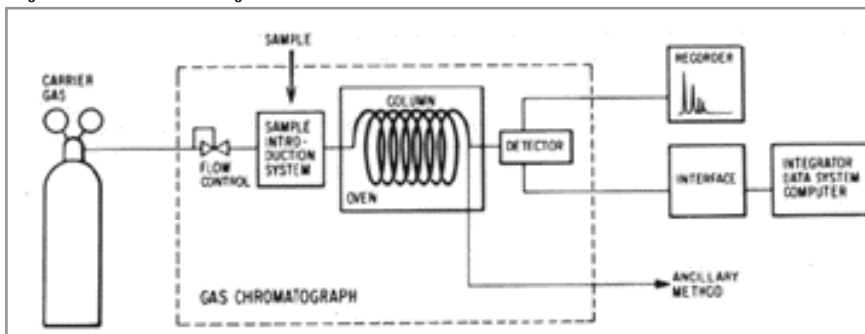 SAMPLE
CARRIER
GAS
FLOW
CONTROL
SAMPLE
INTRO-
DUCTION
SYSTEM
COLUMN
OVEN
DETECTOR
RECORDER
INTERFACE
INTEGRATOR
DATA SYSTEM
COMPUTER
ANCILLARY
METHOD
GAS CHROMATOGRAPH